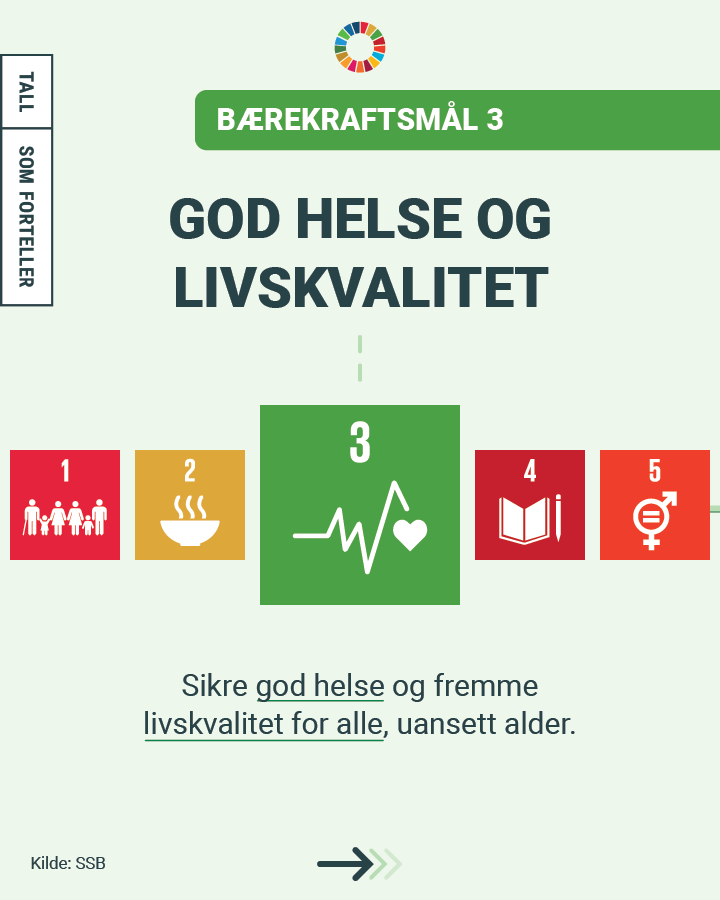 TALL
SOM FORTELLER
BÆREKRAFTSMÅL 3
GOD HELSE OG
LIVSKVALITET
1
2
3
4
5
Sikre god helse og fremme
livskvalitet for alle, uansett alder.
Kilde: SSB